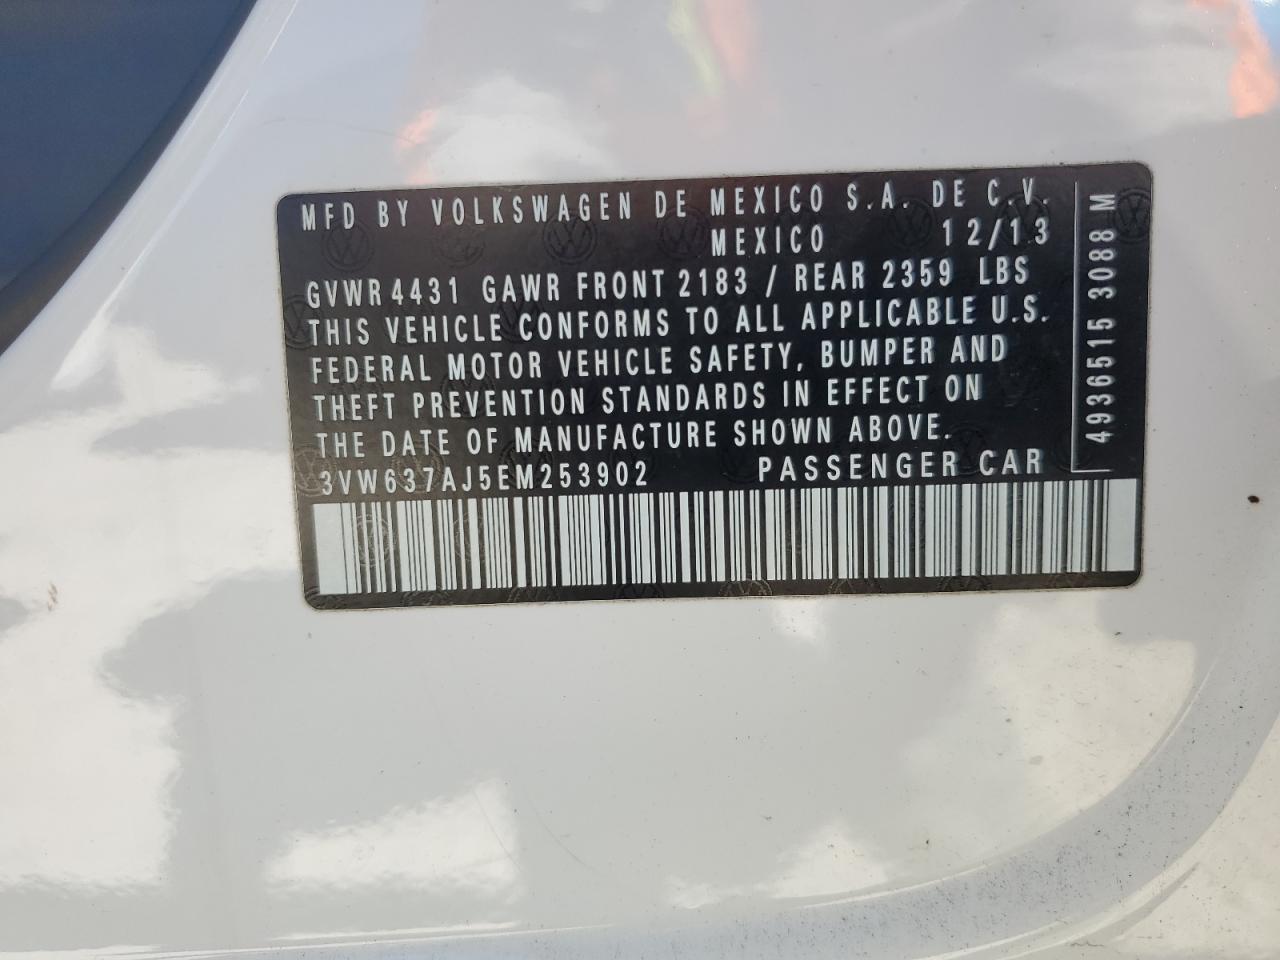 MFD BY VOLKSWAGEN DE MEXICO S.A. DE C.V.
MEXICO 12/13
GVWR 4431 GAWR FRONT 2183 / REAR 2359 LBS
THIS VEHICLE CONFORMS TO ALL APPLICABLE U.S.
FEDERAL MOTOR VEHICLE SAFETY, BUMPER AND
THEFT PREVENTION STANDARDS IN EFFECT ON
THE DATE OF MANUFACTURE SHOWN ABOVE.
3VW637AJ5EM253902 PASSENGER CAR
4936515 3088 M